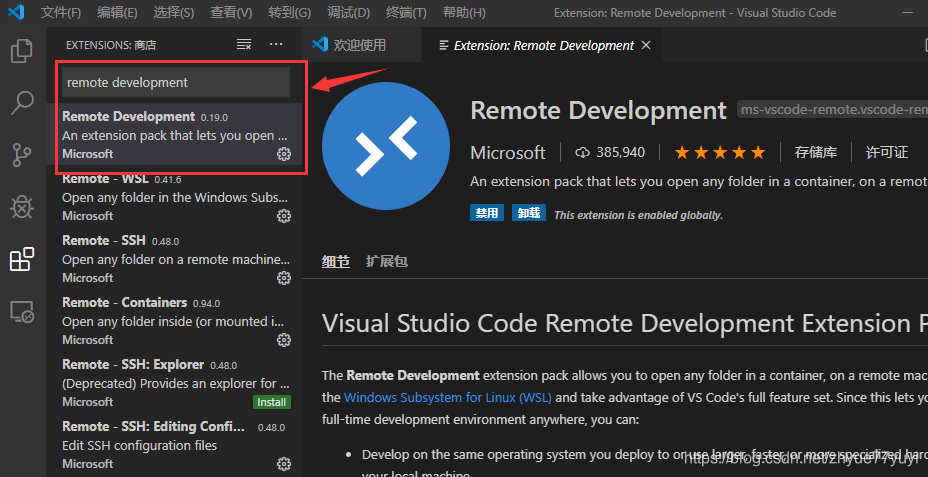 文件(F) 编辑(E) 选择(S) 查看(V) 转到(G) 调试(D) 终端(T) 帮助(H) Extension: Remote Development - Visual Studio Code
EXTENSIONS: 商店
remote development
Remote Development 0.19.0
An extension pack that lets you open ...
Microsoft
Remote - WSL 0.41.6
Open any folder in the Windows Subs...
Microsoft
Remote - SSH 0.48.0
Open any folder on a remote machine...
Microsoft
Remote - Containers 0.94.0
Open any folder inside (or mounted i...
Microsoft
Remote - SSH: Explorer 0.48.0
(Deprecated) Provides an explorer for ...
Microsoft Install
Remote - SSH: Editing Confi... 0.48.0
Edit SSH configuration files
Microsoft
欢迎使用 Extension: Remote Development
Remote Development ms-vscode-remote.vscode-rem
Microsoft 385,940 存储库 许可证
An extension pack that lets you open any folder in a container, on a remot
禁用 卸载 This extension is enabled globally.
细节 扩展包
Visual Studio Code Remote Development Extension P
The Remote Development extension pack allows you to open any folder in a container, on a remote mac
the Windows Subsystem for Linux (WSL) and take advantage of VS Code's full feature set. Since this lets yo
full-time development environment anywhere, you can:
• Develop on the same operating system you deploy to or use larger, faster, or more specialized hard
your local machine.